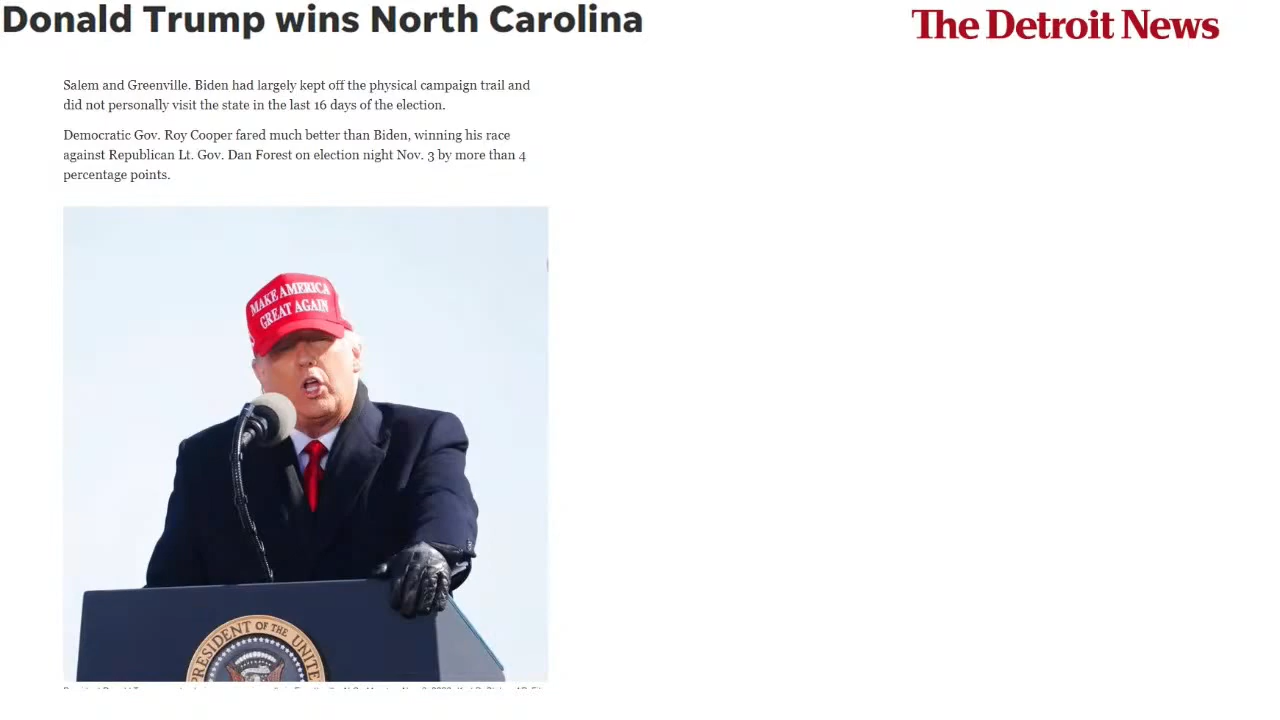 Donald Trump wins North Carolina
The Detroit News
Salem and Greenville. Biden had largely kept off the physical campaign trail and
did not personally visit the state in the last 16 days of the election.
Democratic Gov. Roy Cooper fared much better than Biden, winning his race
against Republican Lt. Gov. Dan Forest on election night Nov. 3 by more than 4
percentage points.
MAKE AMERICA
GREAT AGAIN
PRESIDENT OF THE UNITED